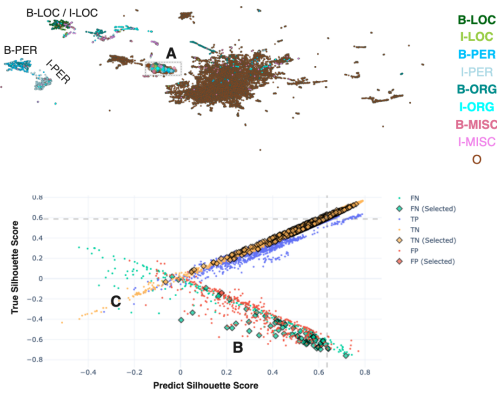 B-LOC / I-LOC
B-PER
I-PER
A
B-LOC
I-LOC
B-PER
I-PER
B-ORG
I-ORG
B-MISC
I-MISC
O
0.8
0.6
0.4
0.2
0
−0.2
−0.4
−0.6
−0.8
True Silhouette Score
C
B
−0.4
−0.2
0
0.2
0.4
0.6
0.8
Predict Silhouette Score
FN
FN (Selected)
TP
TN
TN (Selected)
FP
FP (Selected)